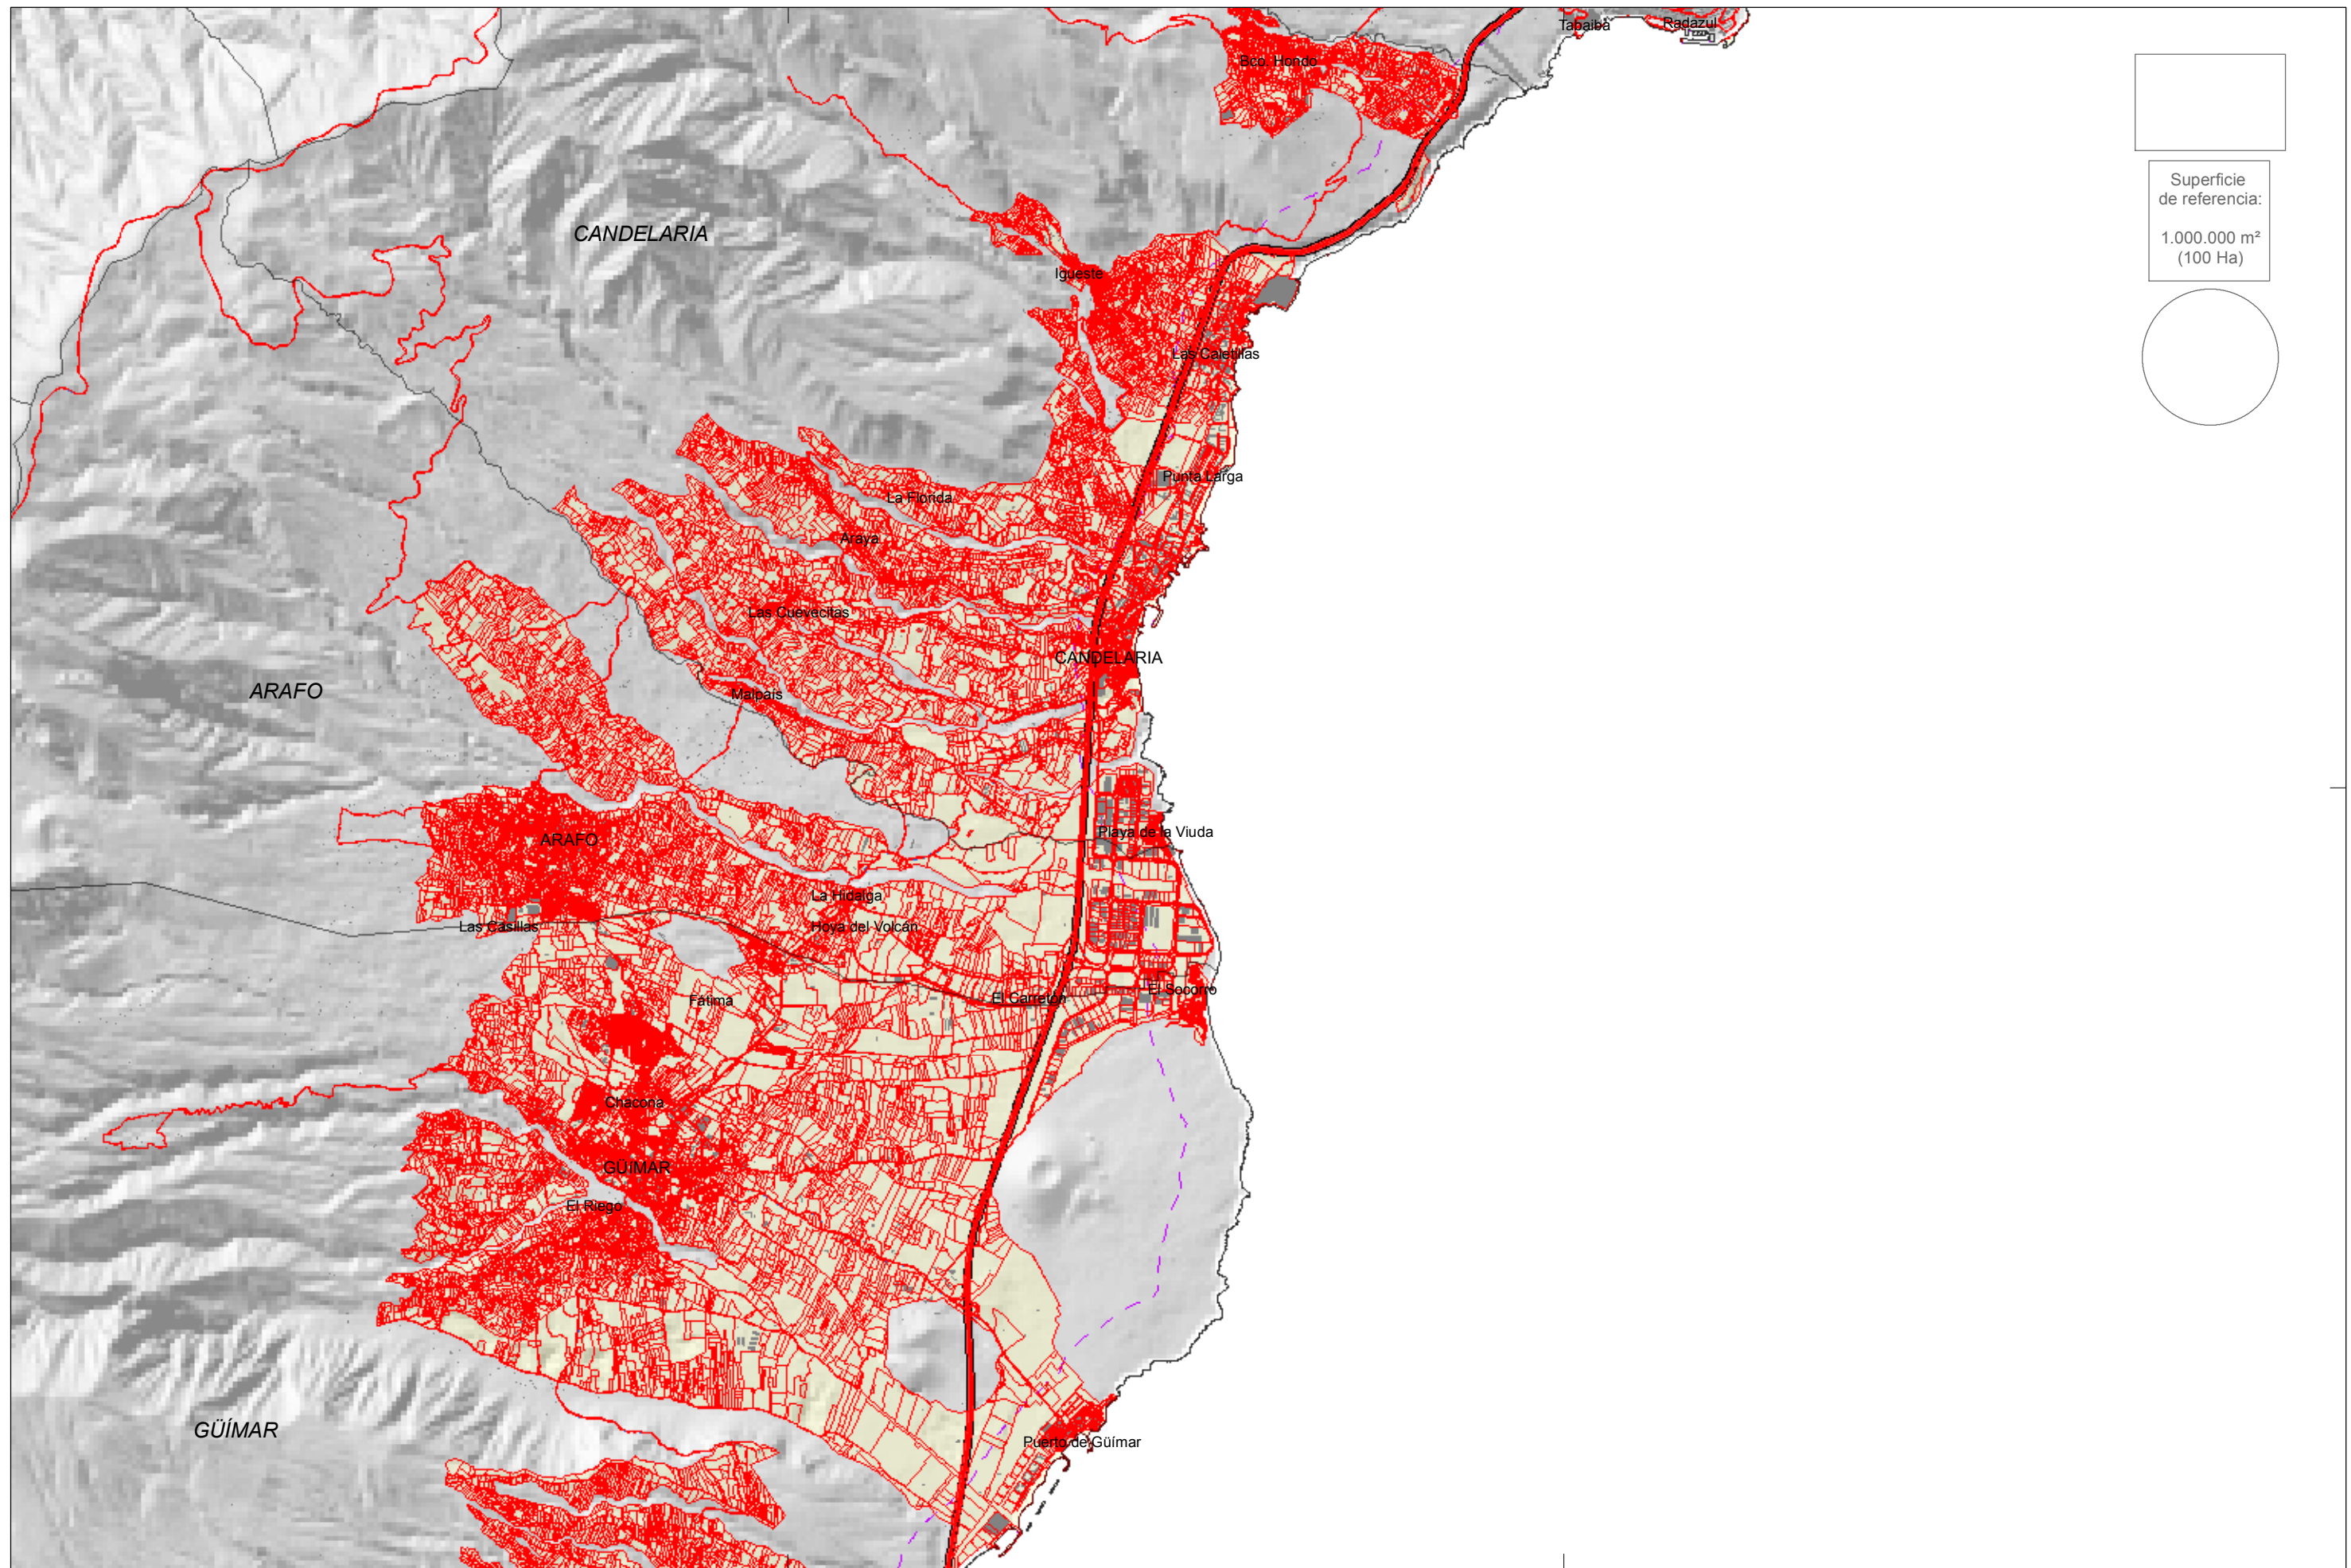 Tabaiba
Radazul
Bco. Hondo
Superficie
de referencia:
1.000.000 m²
(100 Ha)
CANDELARIA
Igueste
Las Caletillas
Punta Larga
La Florida
Araya
Las Cuevecitas
CANDELARIA
ARAFO
Malpaís
Playa de la Viuda
ARAFO
La Hidalga
Las Casillas
Hoya del Volcán
El Socorro
El Carretón
Fátima
Chacona
GÜIMAR
El Riego
GÜÍMAR
Puerto de Güímar